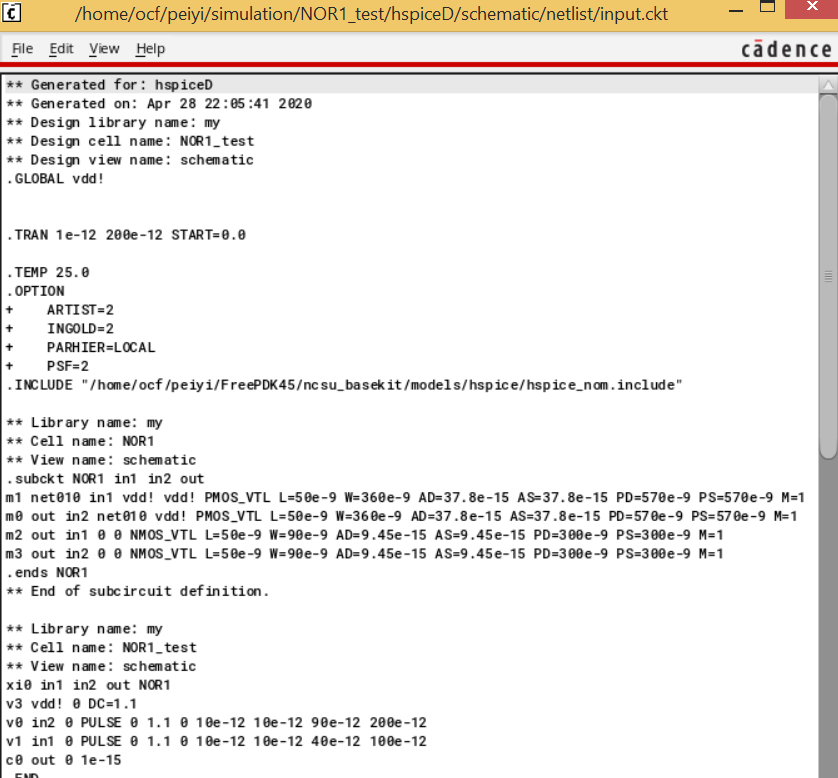 /home/ocf/peiyi/simulation/NOR1_test/hspiceD/schematic/netlist/input.ckt
File Edit View Help cādence
** Generated for: hspiceD
** Generated on: Apr 28 22:05:41 2020
** Design library name: my
** Design cell name: NOR1_test
** Design view name: schematic
.GLOBAL vdd!
.TRAN 1e-12 200e-12 START=0.0
.TEMP 25.0
.OPTION
+    ARTIST=2
+    INGOLD=2
+    PARHIER=LOCAL
+    PSF=2
.INCLUDE "/home/ocf/peiyi/FreePDK45/ncsu_basekit/models/hspice/hspice_nom.include"
** Library name: my
** Cell name: NOR1
** View name: schematic
.subckt NOR1 in1 in2 out
m1 net010 in1 vdd! vdd! PMOS_VTL L=50e-9 W=360e-9 AD=37.8e-15 AS=37.8e-15 PD=570e-9 PS=570e-9 M=1
m0 out in2 net010 vdd! PMOS_VTL L=50e-9 W=360e-9 AD=37.8e-15 AS=37.8e-15 PD=570e-9 PS=570e-9 M=1
m2 out in1 0 0 NMOS_VTL L=50e-9 W=90e-9 AD=9.45e-15 AS=9.45e-15 PD=300e-9 PS=300e-9 M=1
m3 out in2 0 0 NMOS_VTL L=50e-9 W=90e-9 AD=9.45e-15 AS=9.45e-15 PD=300e-9 PS=300e-9 M=1
.ends NOR1
** End of subcircuit definition.
** Library name: my
** Cell name: NOR1_test
** View name: schematic
xi0 in1 in2 out NOR1
v3 vdd! 0 DC=1.1
v0 in2 0 PULSE 0 1.1 0 10e-12 10e-12 90e-12 200e-12
v1 in1 0 PULSE 0 1.1 0 10e-12 10e-12 40e-12 100e-12
c0 out 0 1e-15
.END